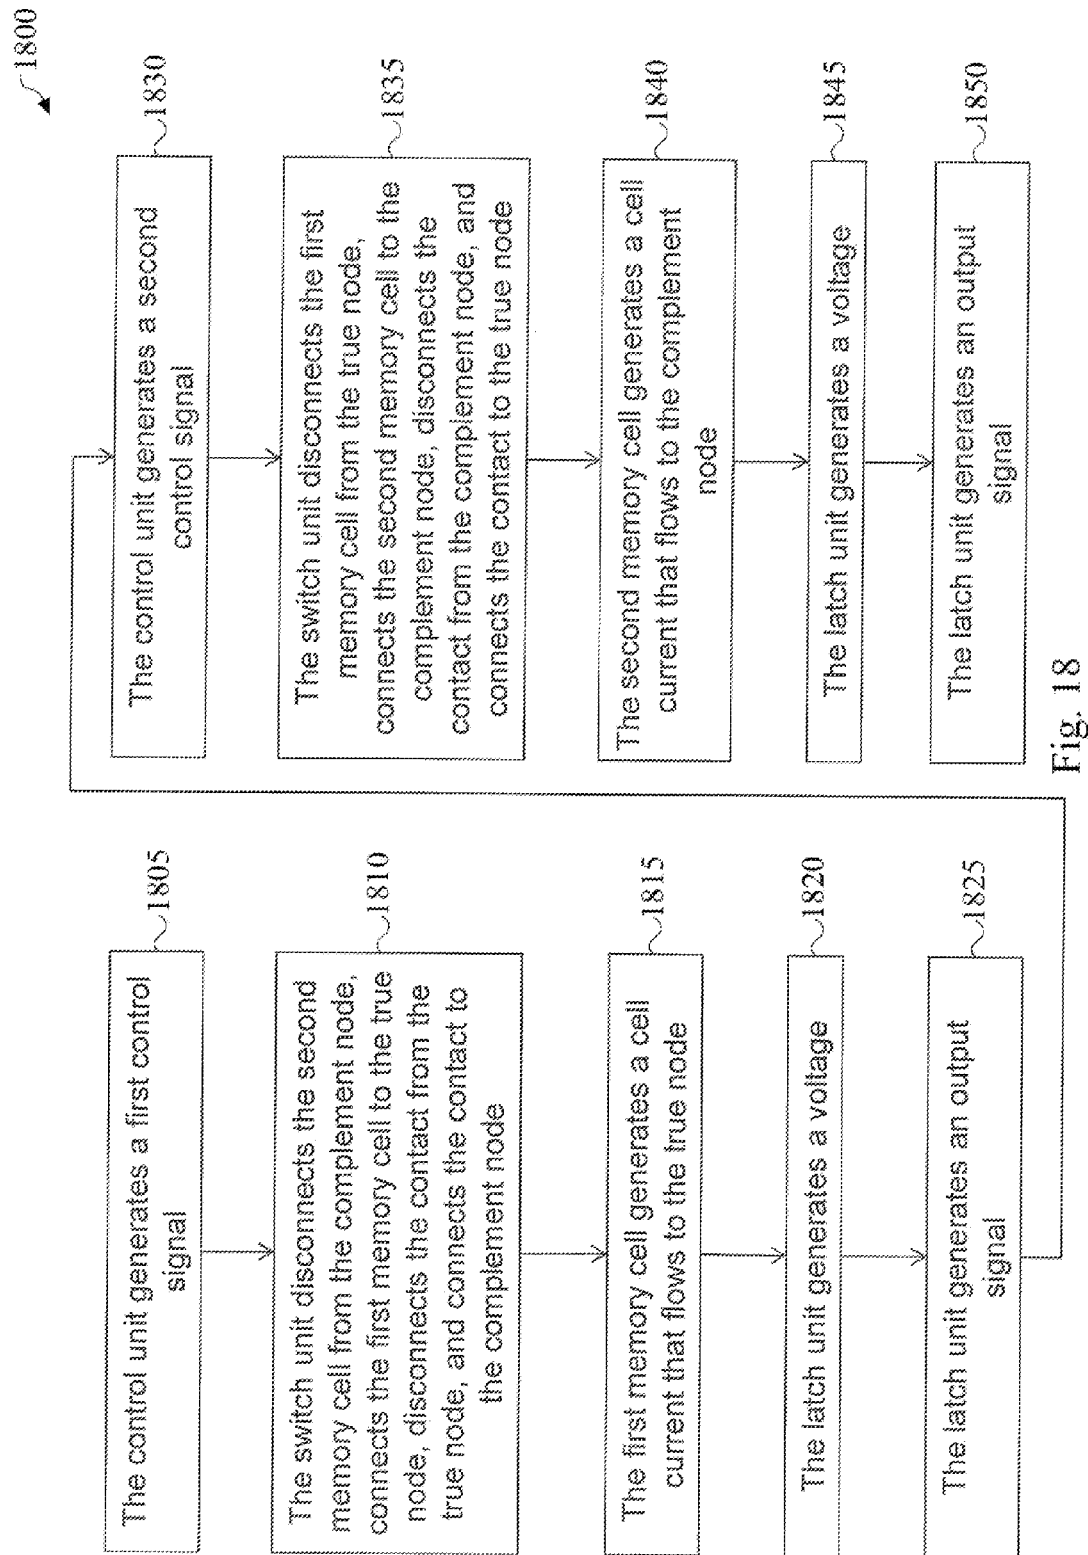 1800
The control unit generates a first control
signal
1805
The switch unit disconnects the second
memory cell from the complement node,
connects the first memory cell to the true
node, disconnects the contact from the
true node, and connects the contact to
the complement node
1810
The first memory cell generates a cell
current that flows to the true node
1815
The latch unit generates a voltage
1820
The latch unit generates an output
signal
1825
The control unit generates a second
control signal
1830
The switch unit disconnects the first
memory cell from the true node,
connects the second memory cell to the
complement node, disconnects the
contact from the complement node, and
connects the contact to the true node
1835
The second memory cell generates a cell
current that flows to the complement
node
1840
The latch unit generates a voltage
1845
The latch unit generates an output
signal
1850
Fig. 18